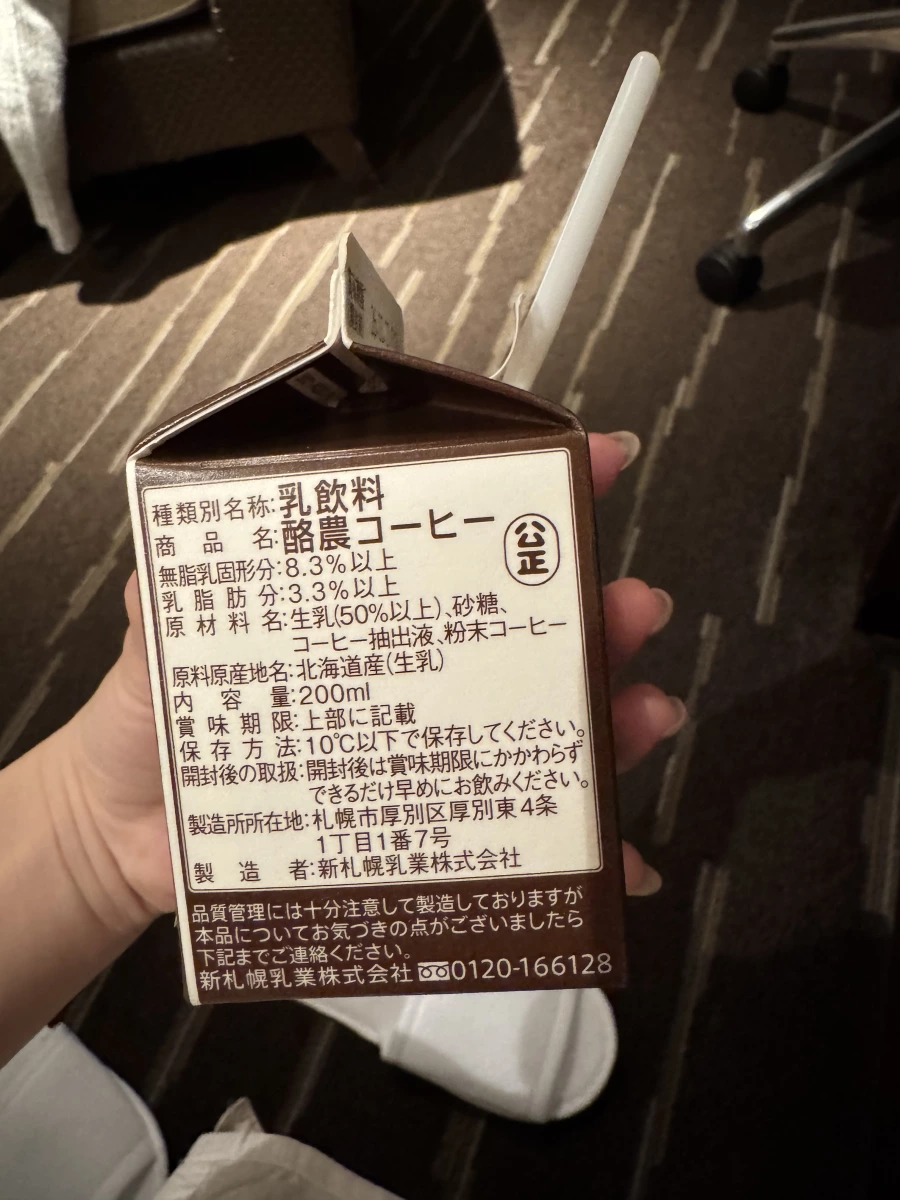 種類別名称:乳飲料
商品名:酪農コーヒー
公正
無脂乳固形分:8.3%以上
乳脂肪分:3.3%以上
原材料名:生乳(50%以上)、砂糖、
コーヒー抽出液、粉末コーヒー
原料原産地名:北海道産(生乳)
内容量:200ml
賞味期限:上部に記載
保存方法:10℃以下で保存してください。
開封後の取扱:開封後は賞味期限にかかわらず
できるだけ早めにお飲みください。
製造所所在地:札幌市厚別区厚別東4条
1丁目1番7号
製造者:新札幌乳業株式会社
品質管理には十分注意して製造しておりますが
本品についてお気づきの点がございましたら
下記までご連絡ください。
新札幌乳業株式会社 0120-166128